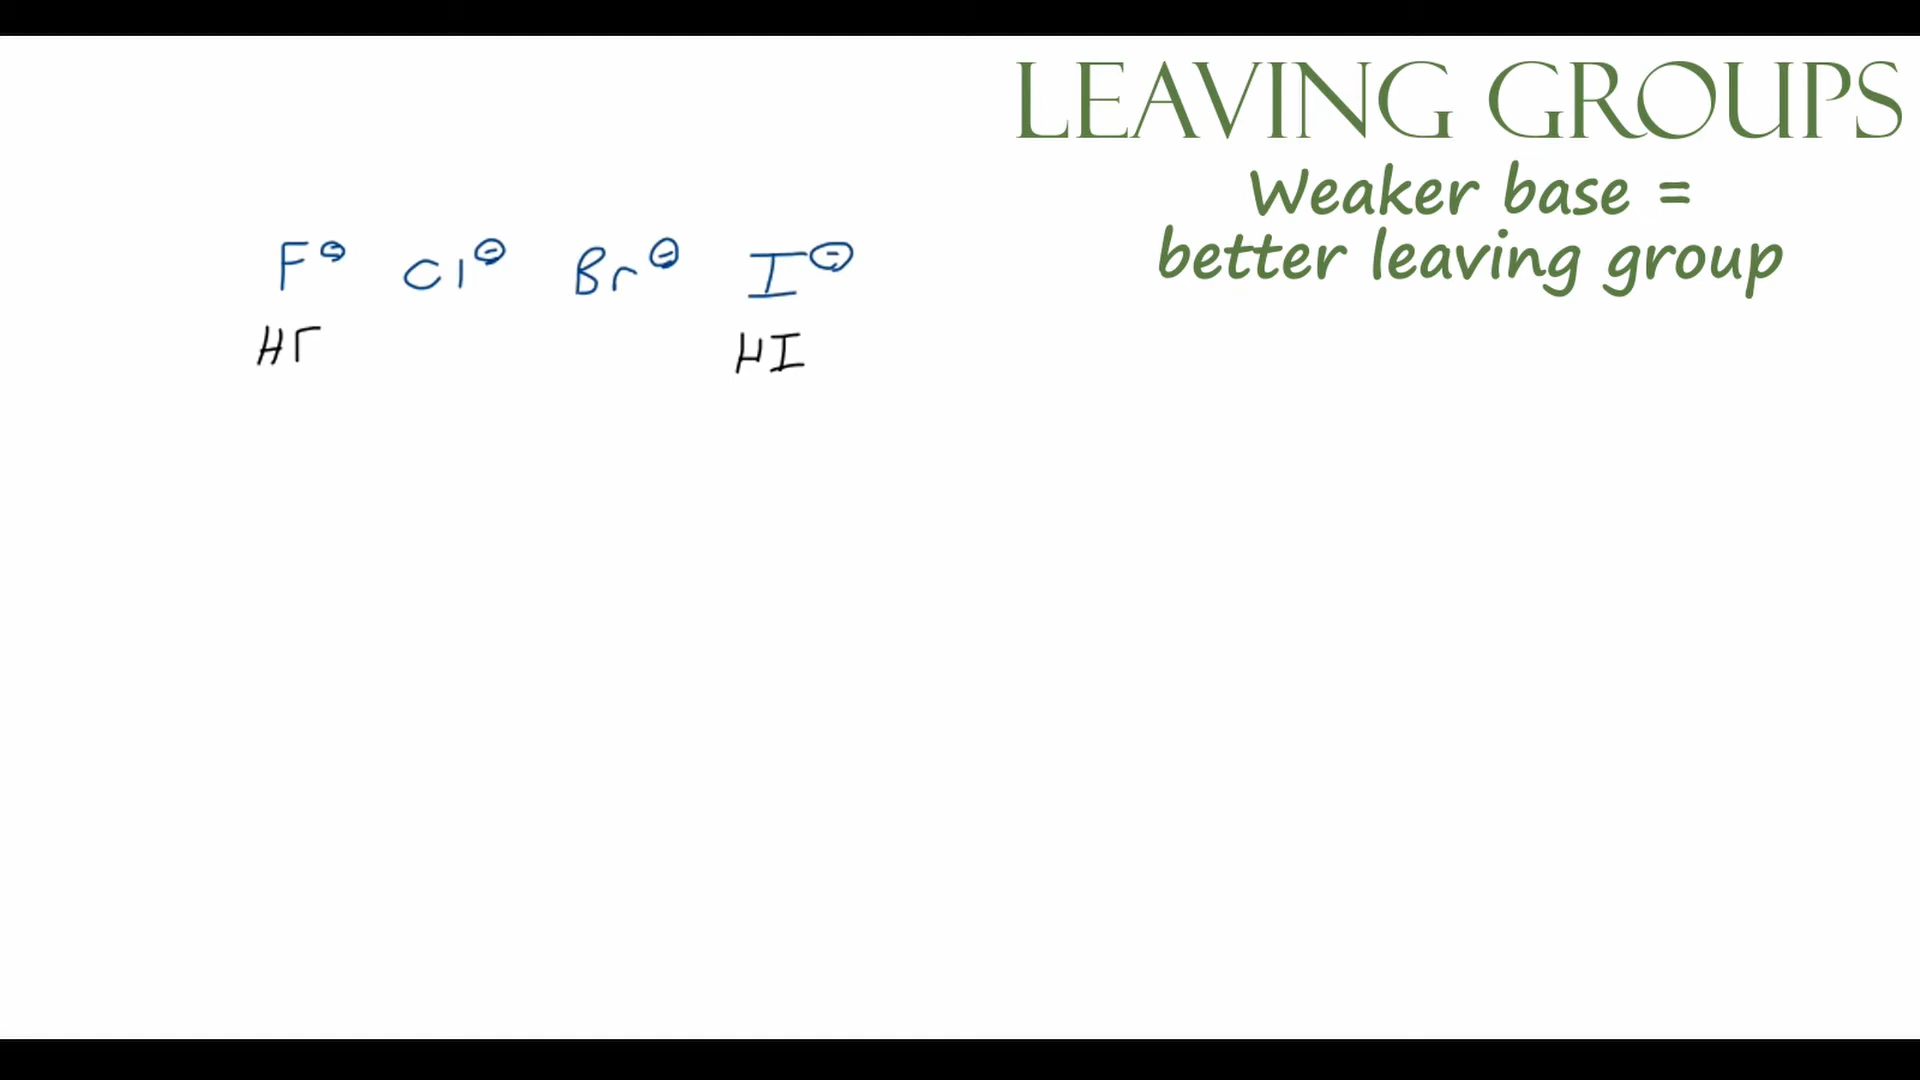 LEAVING GROUPS
Weaker base =
better leaving group
F⊖ Cl⊖ Br⊖ I⊖
HF HI